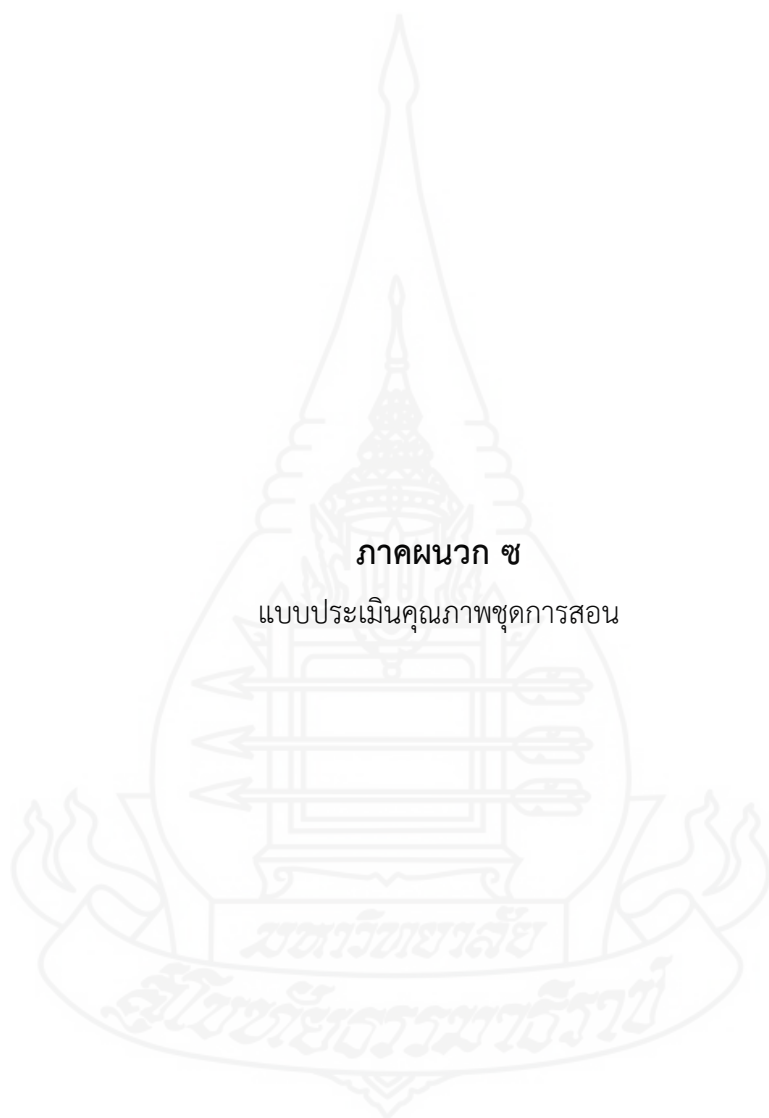 ภาคผนวก ซ
แบบประเมินคุณภาพชุดการสอน
มหาวิทยาลัย
สุโขทัยธรรมาธิราช